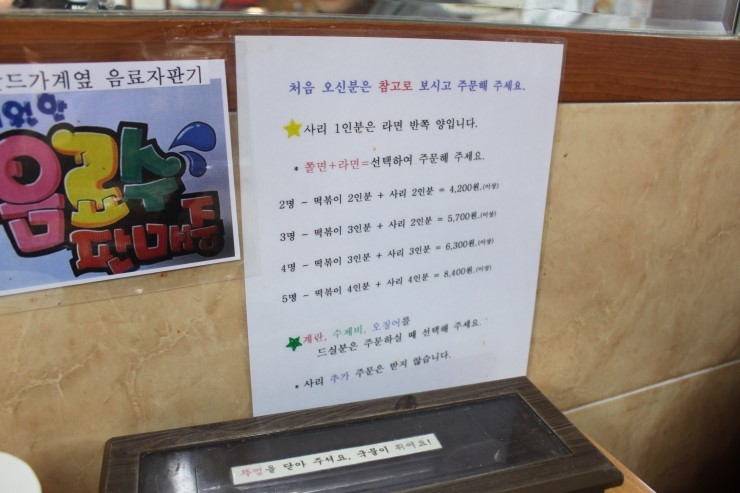 음료자판기
음료수
판매중
처음 오신분은 참고로 보시고 주문해 주세요.
★사리 1인분은 라면 반쪽 양입니다.
* 쫄면+라면=선택하여 주문해 주세요.
2명 - 떡볶이 2인분 + 사리 2인분 = 4,200원.(이상)
3명 - 떡볶이 3인분 + 사리 2인분 = 5,700원.(이상)
4명 - 떡볶이 3인분 + 사리 3인분 = 6,300원.(이상)
5명 - 떡볶이 4인분 + 사리 4인분 = 8,400원.(이상)
★계란, 수제비, 오징어를
드실분은 주문하실 때 선택해 주세요.
* 사리 추가 주문은 받지 않습니다.
뚜껑을 닫아 주세요. 국물이 튀어요!